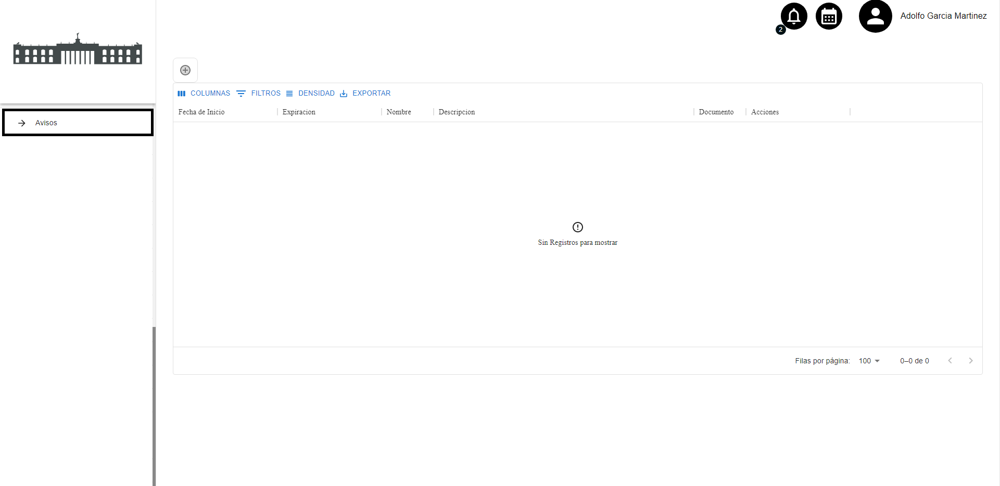 2
Adolfo Garcia Martinez
Avisos
COLUMNAS FILTROS DENSIDAD EXPORTAR
Fecha de Inicio Expiracion Nombre Descripcion Documento Acciones
Sin Registros para mostrar
Filas por página: 100 0–0 de 0